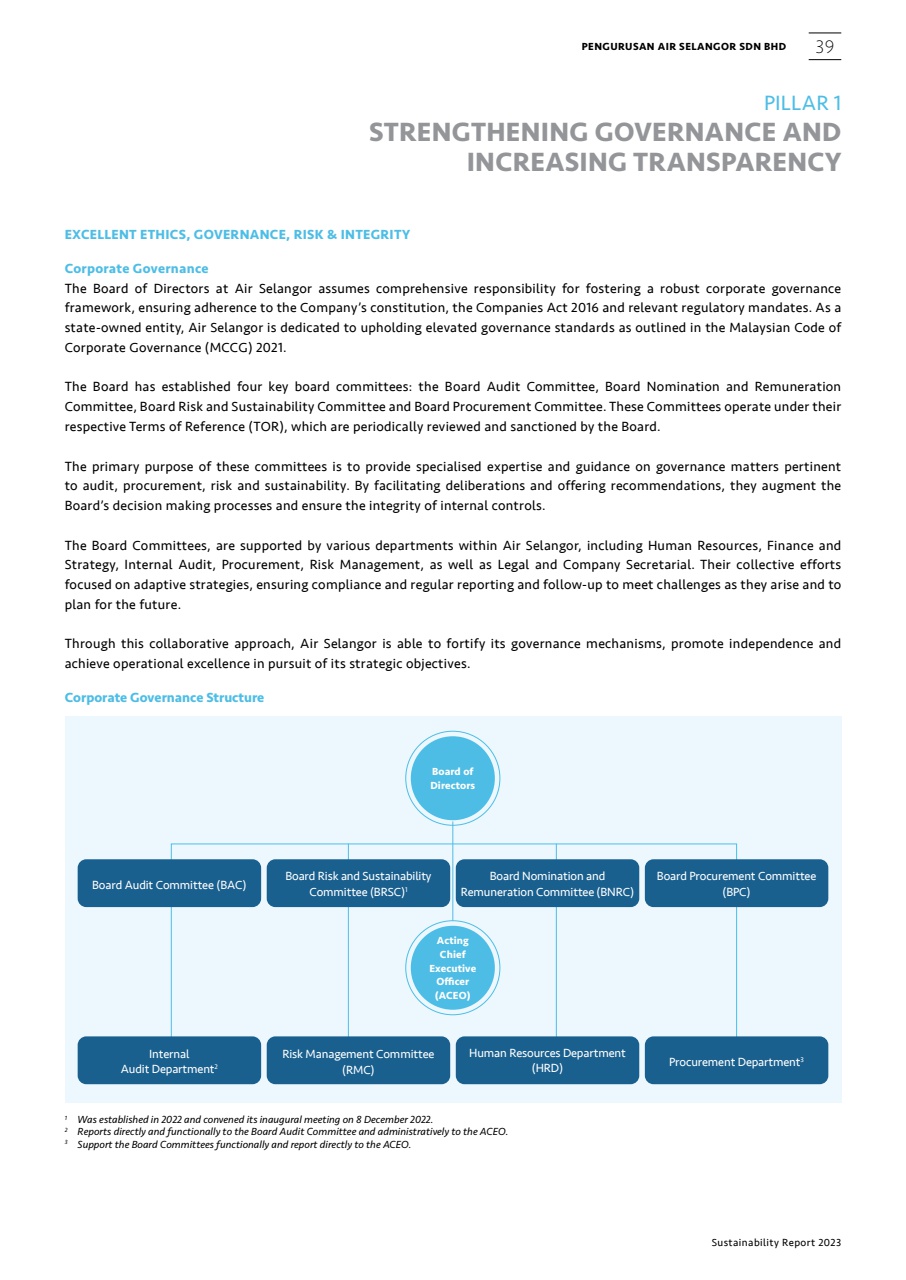 PENGURUSAN AIR SELANGOR SDN BHD
39
PILLAR 1
STRENGTHENING GOVERNANCE AND
INCREASING TRANSPARENCY
EXCELLENT ETHICS, GOVERNANCE, RISK & INTEGRITY
Corporate Governance
The Board of Directors at Air Selangor assumes comprehensive responsibility for fostering a robust corporate governance
framework, ensuring adherence to the Company’s constitution, the Companies Act 2016 and relevant regulatory mandates. As a
state-owned entity, Air Selangor is dedicated to upholding elevated governance standards as outlined in the Malaysian Code of
Corporate Governance (MCCG) 2021.
The Board has established four key board committees: the Board Audit Committee, Board Nomination and Remuneration
Committee, Board Risk and Sustainability Committee and Board Procurement Committee. These Committees operate under their
respective Terms of Reference (TOR), which are periodically reviewed and sanctioned by the Board.
The primary purpose of these committees is to provide specialised expertise and guidance on governance matters pertinent
to audit, procurement, risk and sustainability. By facilitating deliberations and offering recommendations, they augment the
Board’s decision making processes and ensure the integrity of internal controls.
The Board Committees, are supported by various departments within Air Selangor, including Human Resources, Finance and
Strategy, Internal Audit, Procurement, Risk Management, as well as Legal and Company Secretarial. Their collective efforts
focused on adaptive strategies, ensuring compliance and regular reporting and follow-up to meet challenges as they arise and to
plan for the future.
Through this collaborative approach, Air Selangor is able to fortify its governance mechanisms, promote independence and
achieve operational excellence in pursuit of its strategic objectives.
Corporate Governance Structure
Board of
Directors
Board Audit Committee (BAC)
Board Risk and Sustainability
Committee (BRSC)¹
Board Nomination and
Remuneration Committee (BNRC)
Board Procurement Committee
(BPC)
Acting
Chief
Executive
Officer
(ACEO)
Internal
Audit Department²
Risk Management Committee
(RMC)
Human Resources Department
(HRD)
Procurement Department³
¹ Was established in 2022 and convened its inaugural meeting on 8 December 2022.
² Reports directly and functionally to the Board Audit Committee and administratively to the ACEO.
³ Support the Board Committees functionally and report directly to the ACEO.
Sustainability Report 2023